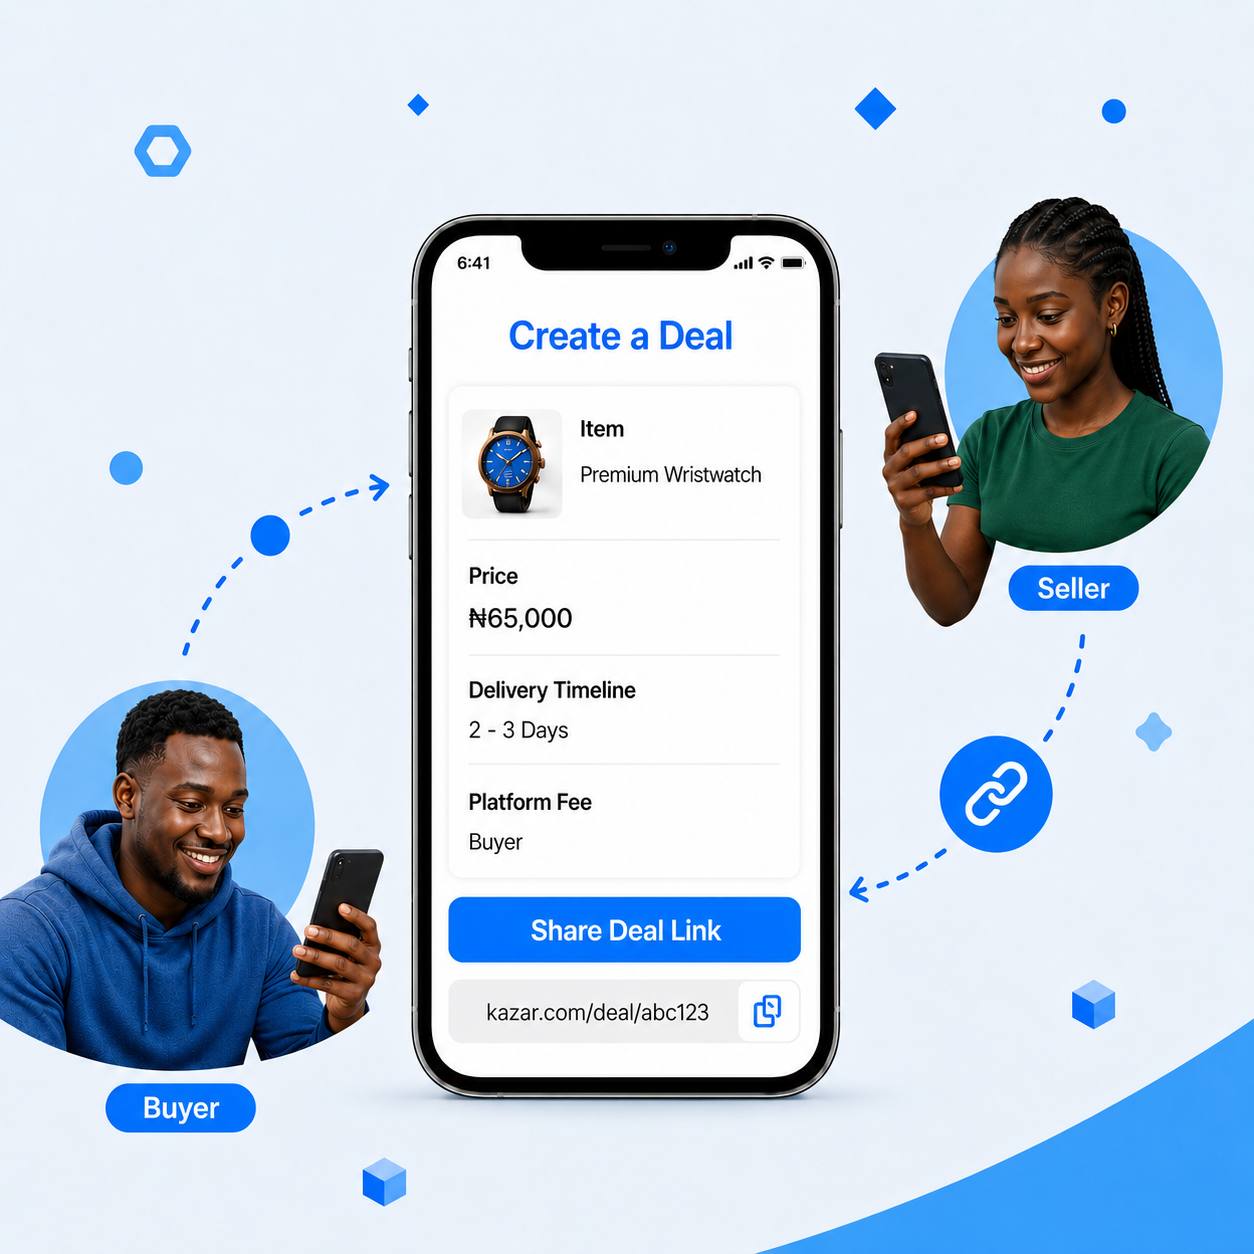 6:41
Create a Deal
Item
Premium Wristwatch
Price
₦65,000
Delivery Timeline
2 - 3 Days
Platform Fee
Buyer
Share Deal Link
kazar.com/deal/abc123
Seller
Buyer